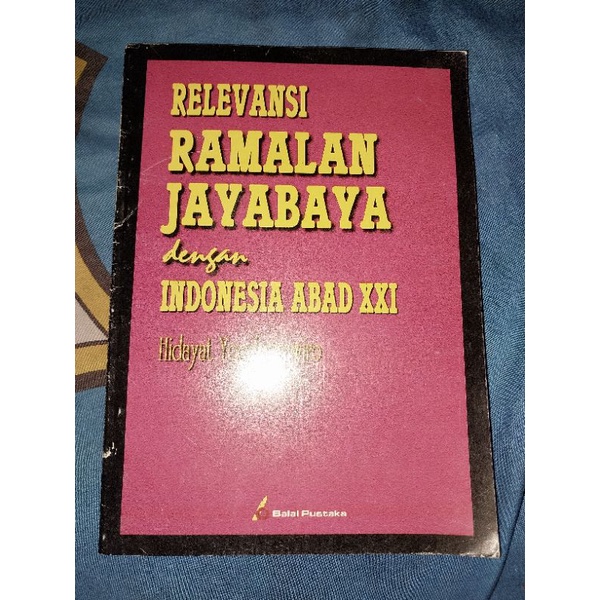 RELEVANSI
RAMALAN
JAYABAYA
dengan
INDONESIA ABAD XXI
Hidayat
Balai Pustaka